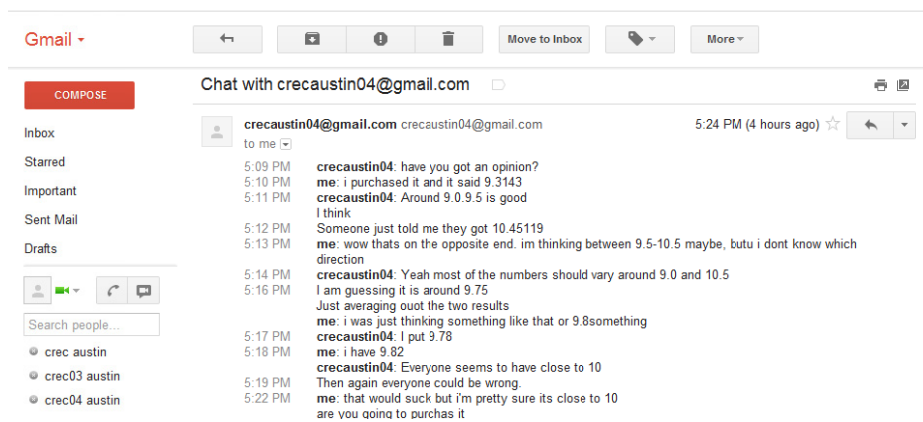 Gmail
Move to Inbox
More
Chat with crecaustin04@gmail.com
COMPOSE
Inbox
Starred
Important
Sent Mail
Drafts
Search people...
crec austin
crec03 austin
crec04 austin
crecaustin04@gmail.com crecaustin04@gmail.com 5:24 PM (4 hours ago)
to me
5:09 PM crecaustin04: have you got an opinion?
5:10 PM me: i purchased it and it said 9.3143
5:11 PM crecaustin04: Around 9.0.9.5 is good
I think
5:12 PM Someone just told me they got 10.45119
5:13 PM me: wow thats on the opposite end. im thinking between 9.5-10.5 maybe, butu i dont know which
direction
5:14 PM crecaustin04: Yeah most of the numbers should vary around 9.0 and 10.5
5:16 PM I am guessing it is around 9.75
Just averaging ouot the two results
me: i was just thinking something like that or 9.8something
5:17 PM crecaustin04: I put 9.78
5:18 PM me: i have 9.82
crecaustin04: Everyone seems to have close to 10
5:19 PM Then again everyone could be wrong.
5:22 PM me: that would suck but i'm pretty sure its close to 10
are you going to purchas it